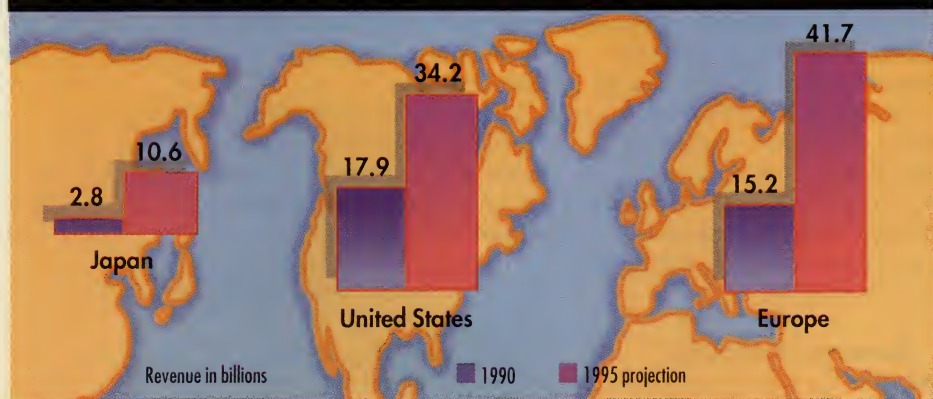 41.7
34.2
17.9
15.2
10.6
2.8
Japan
United States
Europe
Revenue in billions
1990
1995 projection